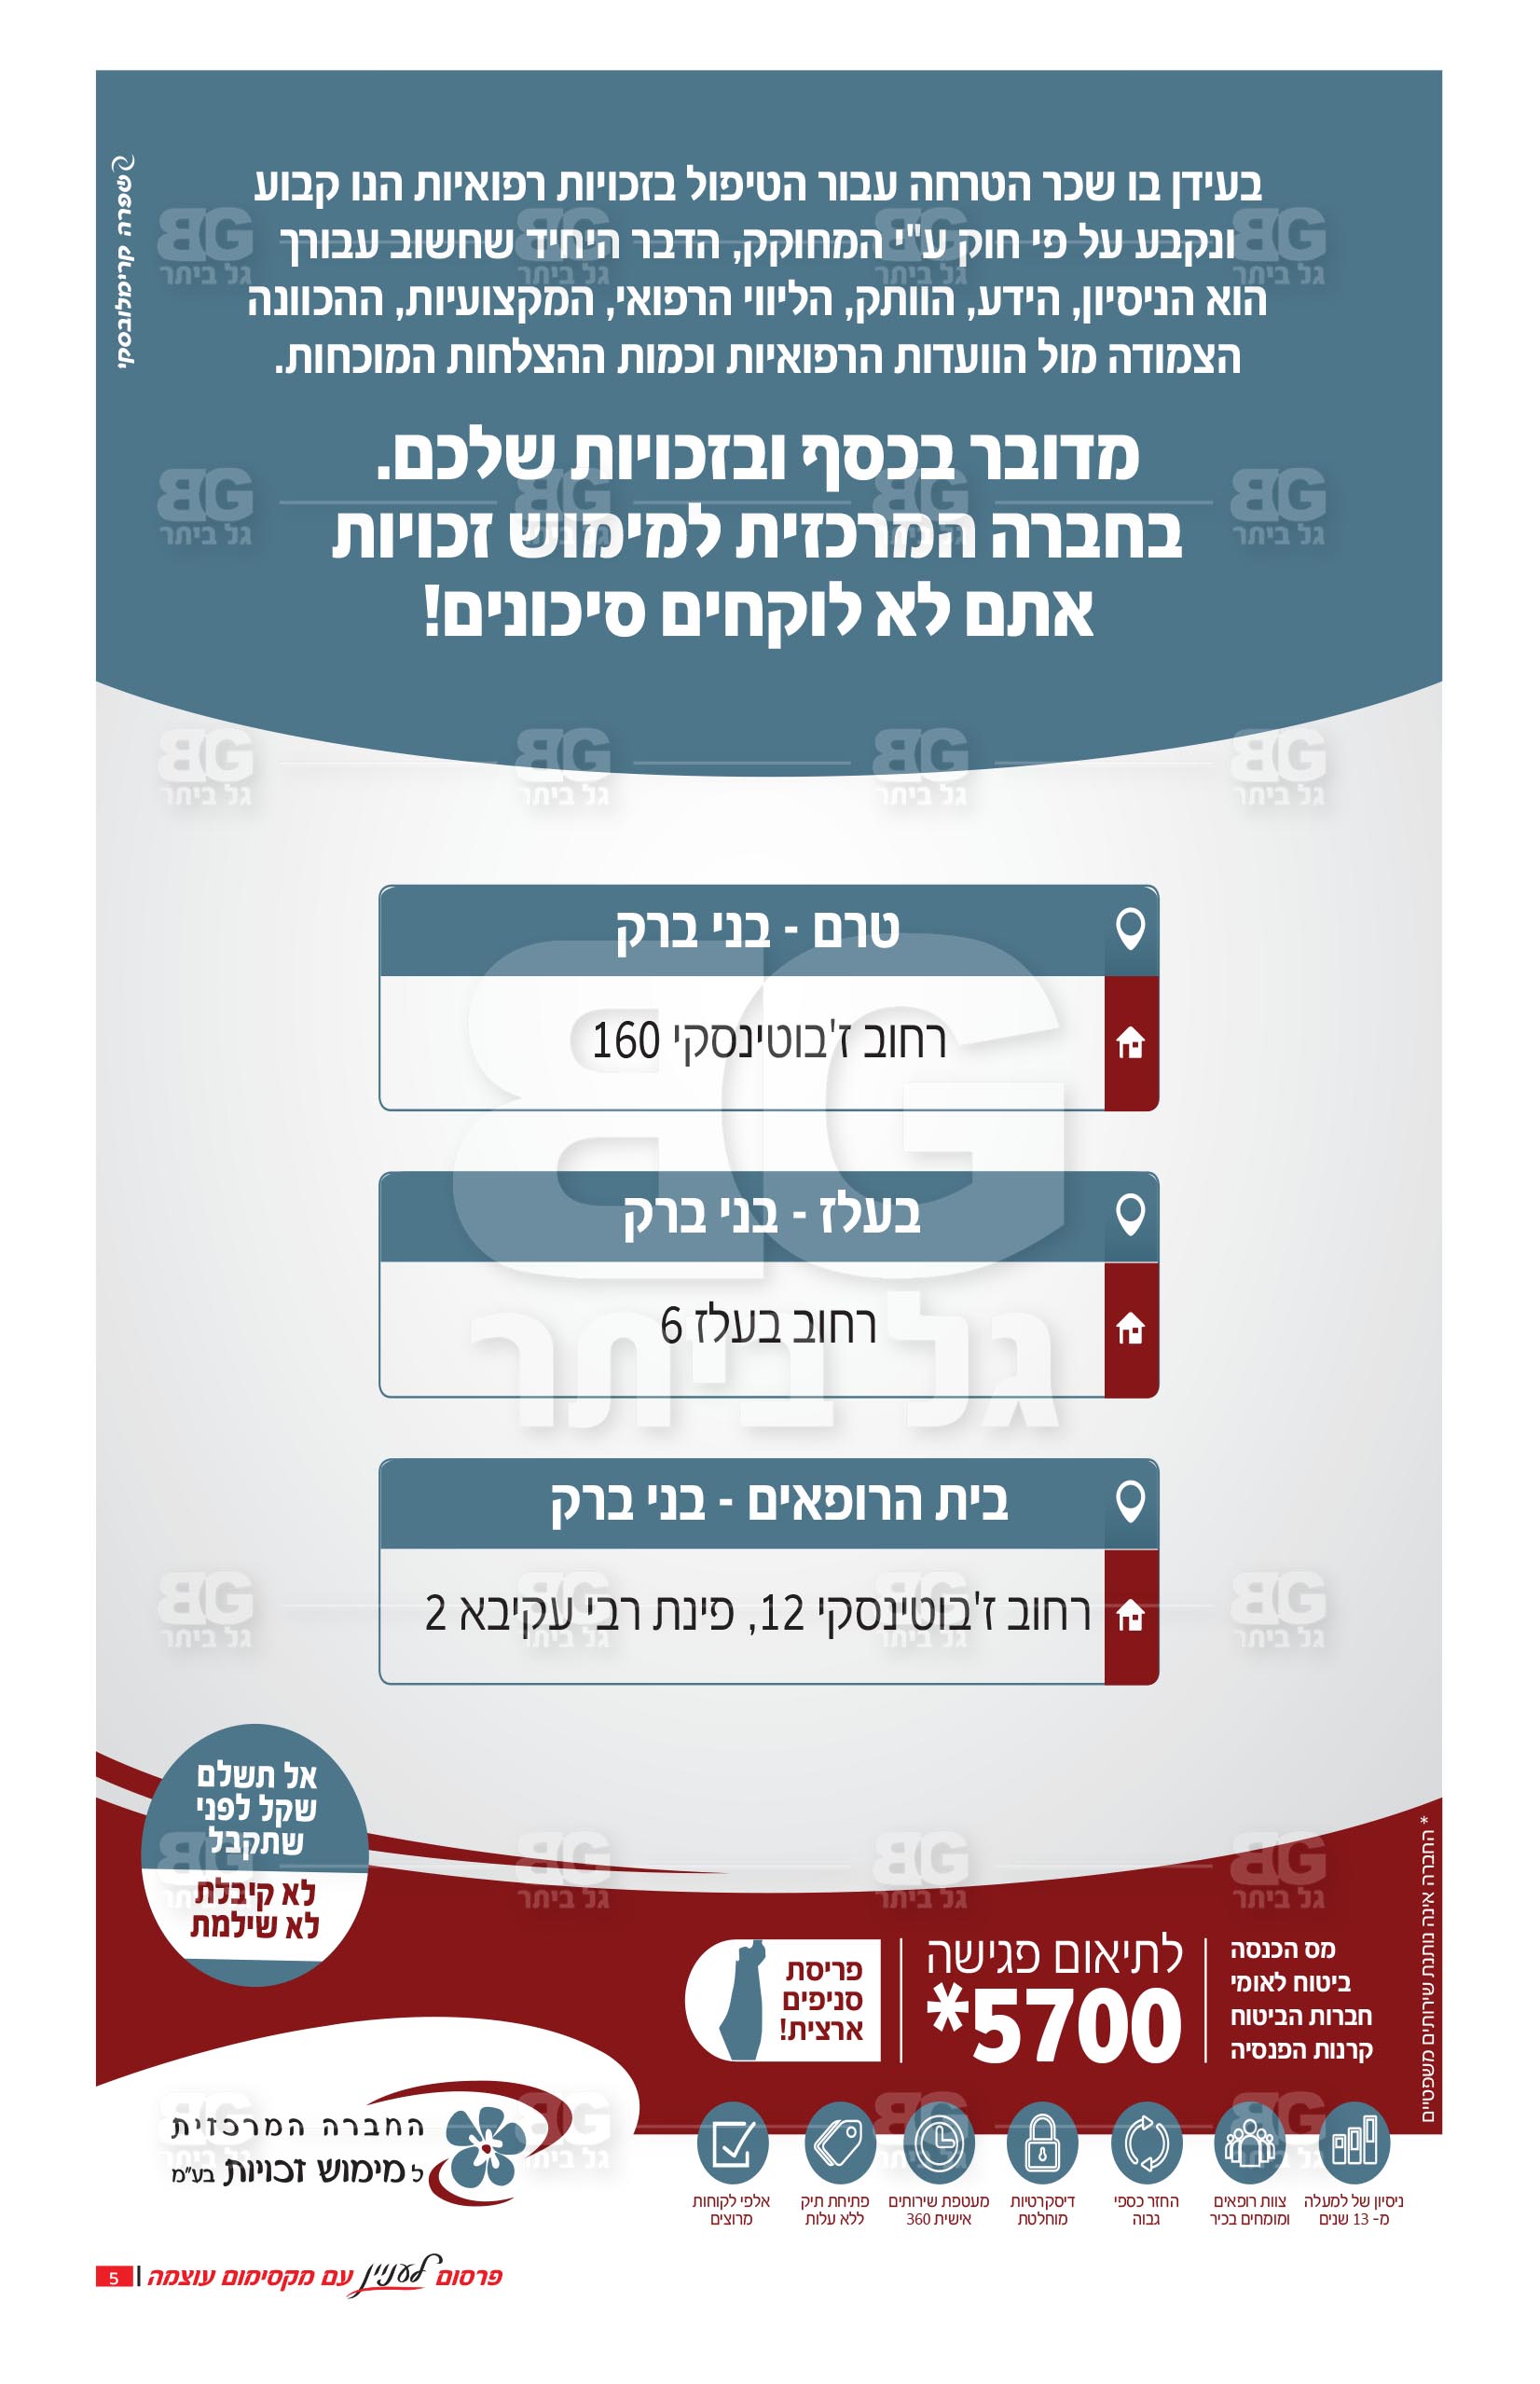 בעידן בו שכר הטרחה עבור הטיפול בזכויות רפואיות הנו קבוע
ונקבע על פי חוק ע"י המחוקק, הדבר היחיד שחשוב עבורך
הוא הניסיון, הידע, הוותק, הליווי הרפואי, המקצועיות, ההכוונה
הצמודה מול הוועדות הרפואיות וכמות ההצלחות המוכחות.
מדובר בכסף ובזכויות שלכם.
בחברה המרכזית למימוש זכויות
אתם לא לוקחים סיכונים!
שפרה קרימלובסקי
טרם - בני ברק
רחוב ז'בוטינסקי 160
בעלז - בני ברק
רחוב בעלז 6
בית הרופאים - בני ברק
רחוב ז'בוטינסקי 12, פינת רבי עקיבא 2
BG
גל ביתר
אל תשלם
שקל לפני
שתקבל
לא קיבלת
לא שילמת
* החברה אינה נותנת שירותים משפטיים
מס הכנסה
ביטוח לאומי
חברות הביטוח
קרנות הפנסיה
לתיאום פגישה
*5700
פריסת
סניפים
ארצית!
ניסיון של למעלה
מ- 13 שנים
צוות רופאים
ומומחים בכיר
החזר כספי
גבוה
דיסקרטיות
מוחלטת
מעטפת שירותים
אישית 360
פתיחת תיק
ללא עלות
אלפי לקוחות
מרוצים
החברה המרכזית
למימוש זכויות בע"מ
פרסום לעניין עם מקסימום עוצמה | 5